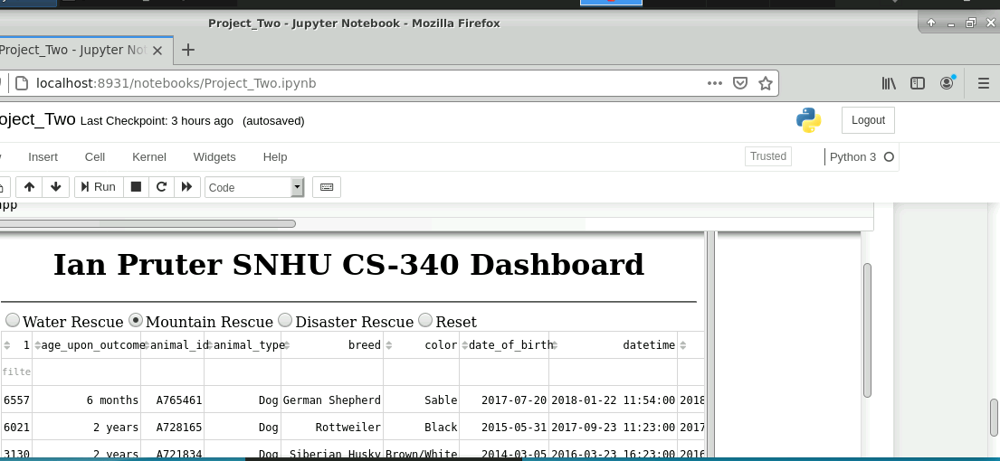 Project_Two - Jupyter Notebook - Mozilla Firefox
Project_Two - Jupyter Not
localhost:8931/notebooks/Project_Two.ipynb
oject_Two Last Checkpoint: 3 hours ago (autosaved)
Logout
Insert Cell Kernel Widgets Help Trusted Python 3
Run Code
app
Ian Pruter SNHU CS-340 Dashboard
Water Rescue Mountain Rescue Disaster Rescue Reset
1 age_upon_outcome animal_id animal_type breed color date_of_birth datetime
filte
6557 6 months A765461 Dog German Shepherd Sable 2017-07-20 2018-01-22 11:54:00 2018
6021 2 years A728165 Dog Rottweiler Black 2015-05-31 2017-09-23 11:23:00 2017
3130 2 years A721834 Dog Siberian Husky Brown/White 2014-03-05 2016-03-23 16:23:00 2016